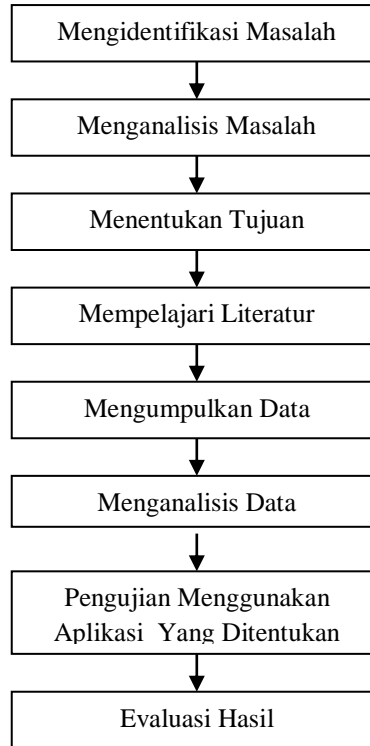 Mengidentifikasi Masalah
Menganalisis Masalah
Menentukan Tujuan
Mempelajari Literatur
Mengumpulkan Data
Menganalisis Data
Pengujian Menggunakan
Aplikasi Yang Ditentukan
Evaluasi Hasil